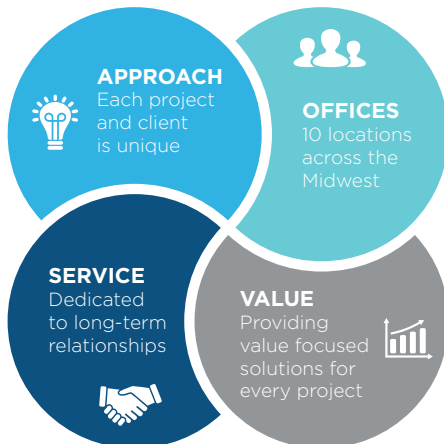 APPROACH
Each project
and client
is unique
OFFICES
10 locations
across the
Midwest
SERVICE
Dedicated
to long-term
relationships
VALUE
Providing
value focused
solutions for
every project